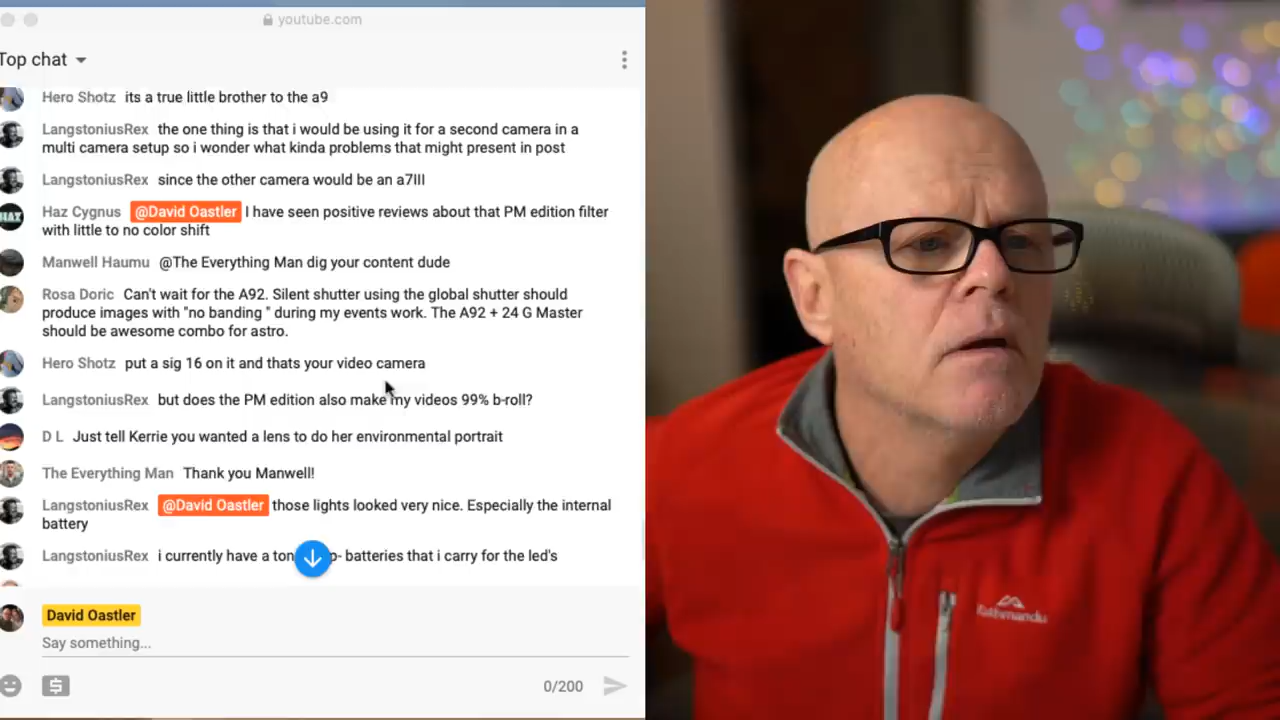 youtube.com
Top chat
Hero Shotz its a true little brother to the a9
LangstoniusRex the one thing is that i would be using it for a second camera in a
multi camera setup so i wonder what kinda problems that might present in post
LangstoniusRex since the other camera would be an a7III
Haz Cygnus @David Oastler I have seen positive reviews about that PM edition filter
with little to no color shift
Manwell Haumu @The Everything Man dig your content dude
Rosa Doric Can't wait for the A92. Silent shutter using the global shutter should
produce images with "no banding " during my events work. The A92 + 24 G Master
should be awesome combo for astro.
Hero Shotz put a sig 16 on it and thats your video camera
LangstoniusRex but does the PM edition also make my videos 99% b-roll?
D L Just tell Kerrie you wanted a lens to do her environmental portrait
The Everything Man Thank you Manwell!
LangstoniusRex @David Oastler those lights looked very nice. Especially the internal
battery
LangstoniusRex i currently have a ton batteries that i carry for the led's
David Oastler
Say something...
0/200
Kathmandu